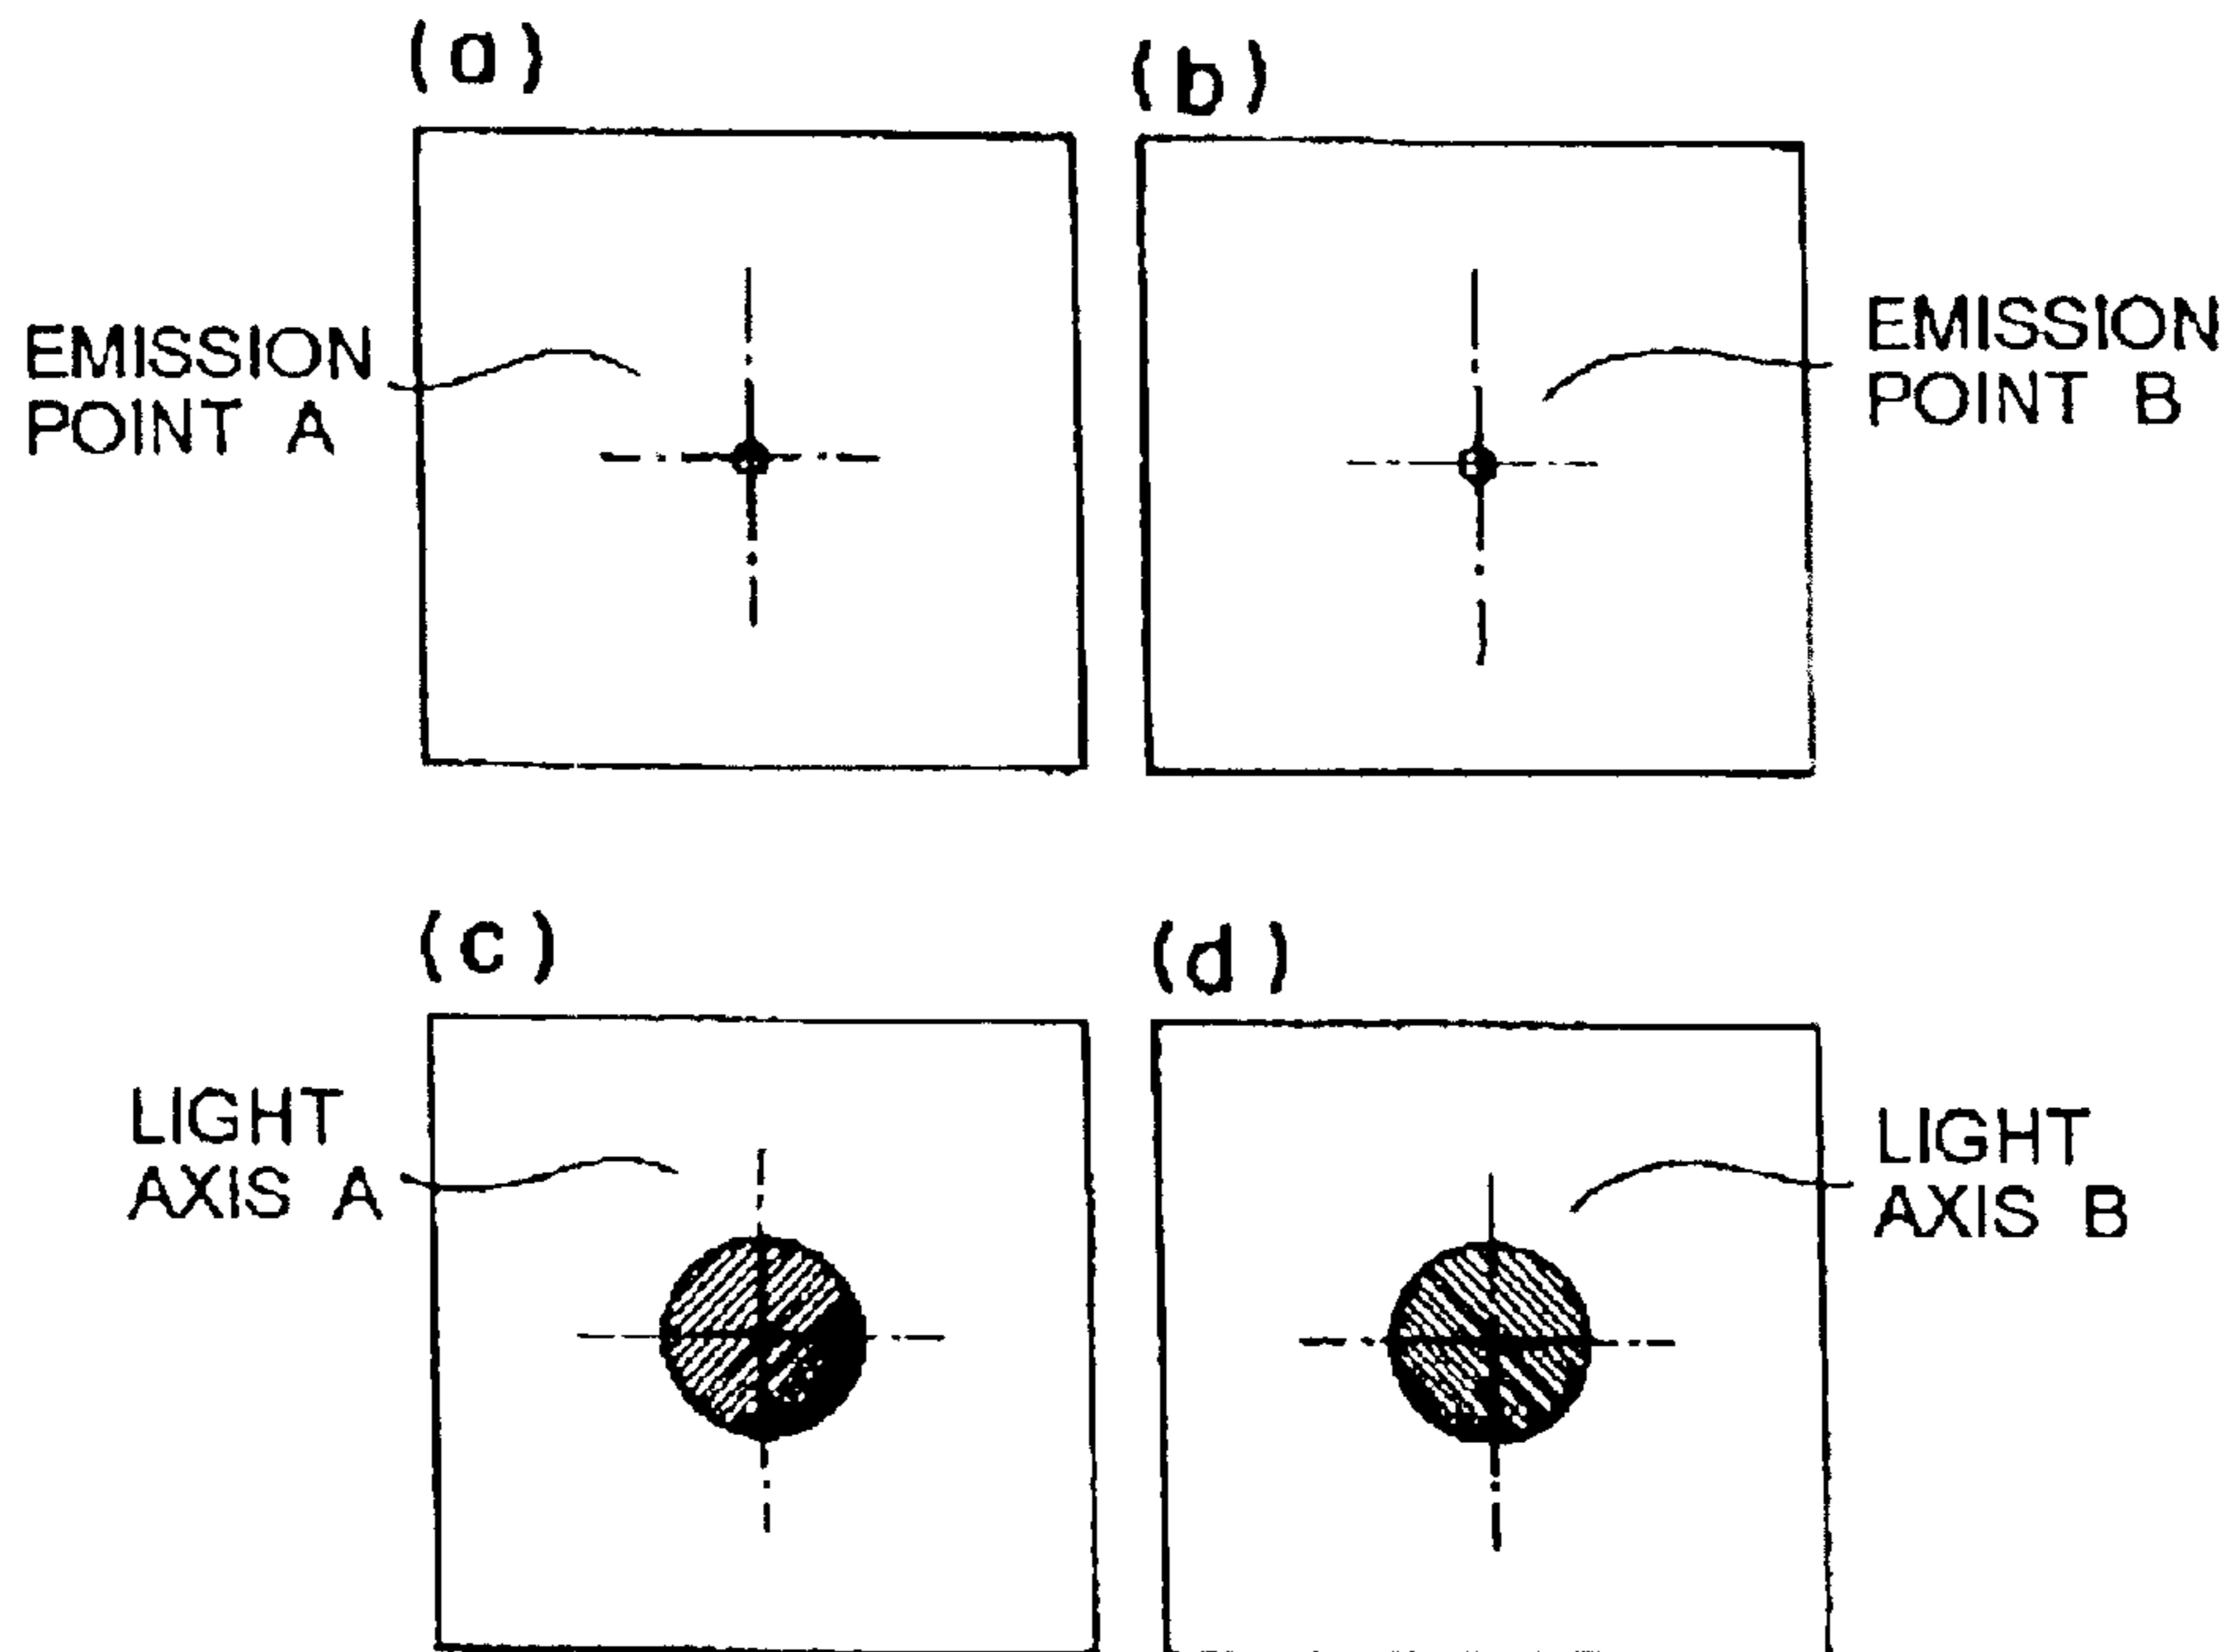 (a)
(b)
EMISSION
POINT A
EMISSION
POINT B
(c)
(d)
LIGHT
AXIS A
LIGHT
AXIS B